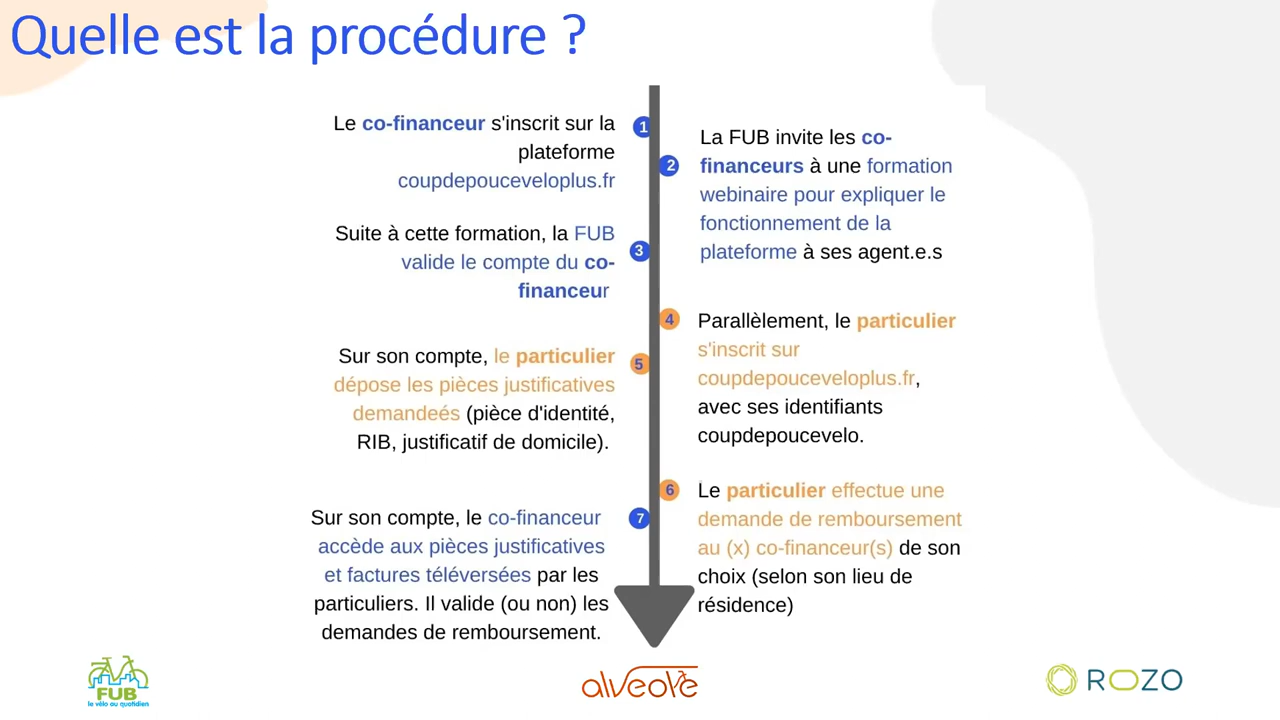 Quelle est la procédure ?
Le co-financeur s'inscrit sur la
plateforme
coupdepouceveloplus.fr
1
2
La FUB invite les co-
financeurs à une formation
webinaire pour expliquer le
fonctionnement de la
plateforme à ses agent.e.s
Suite à cette formation, la FUB
valide le compte du co-
financeur
3
4
Parallèlement, le particulier
s'inscrit sur
coupdepouceveloplus.fr,
avec ses identifiants
coupdepoucevelo.
Sur son compte, le particulier
dépose les pièces justificatives
demandeés (pièce d'identité,
RIB, justificatif de domicile).
5
6
Le particulier effectue une
demande de remboursement
au (x) co-financeur(s) de son
choix (selon son lieu de
résidence)
Sur son compte, le co-financeur
accède aux pièces justificatives
et factures téléversées par les
particuliers. Il valide (ou non) les
demandes de remboursement.
7
FUB
le vélo au quotidien
alveole
ROZO